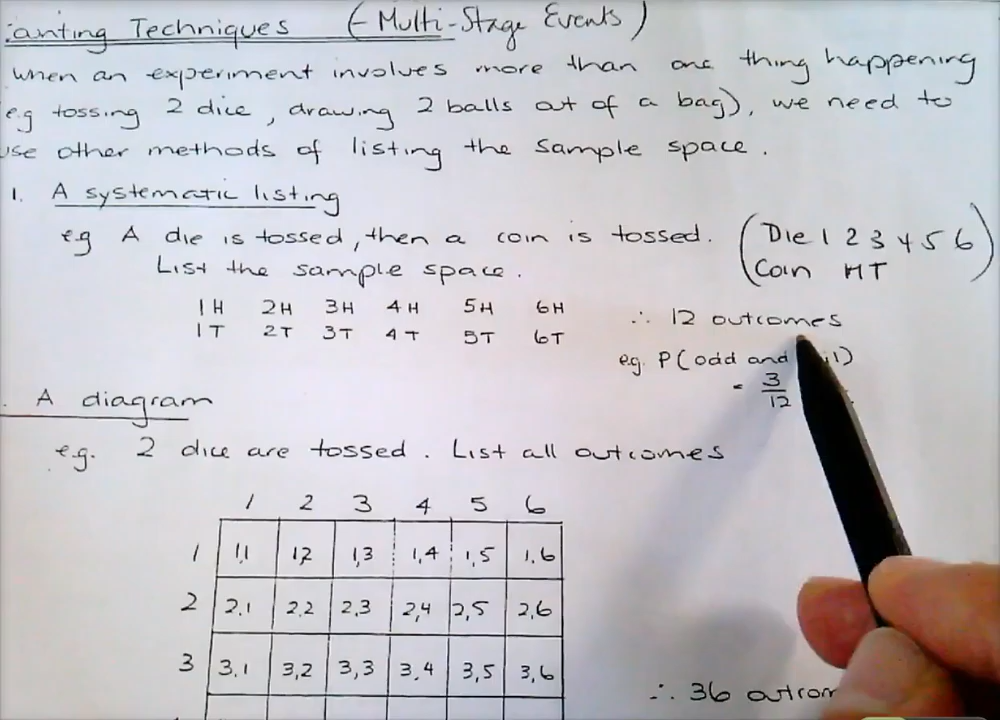 anting Techniques (-Multi-Stage Events)
when an experiment involves more than one thing happening
e.g tossing 2 dice, drawing 2 balls out of a bag), we need to
use other methods of listing the sample space.
1. A systematic listing
eg A die is tossed, then a coin is tossed. (Die 1 2 3 4 5 6
List the sample space. Coin H T)
1H 2H 3H 4H 5H 6H
1T 2T 3T 4T 5T 6T
∴ 12 outcomes
eg. P(odd and il)
= 3/12
. A diagram
e.g. 2 dice are tossed. List all outcomes
1 2 3 4 5 6
1 1,1 1,2 1,3 1,4 1,5 1,6
2 2,1 2,2 2,3 2,4 2,5 2,6
3 3,1 3,2 3,3 3,4 3,5 3,6
∴ 36 outcom